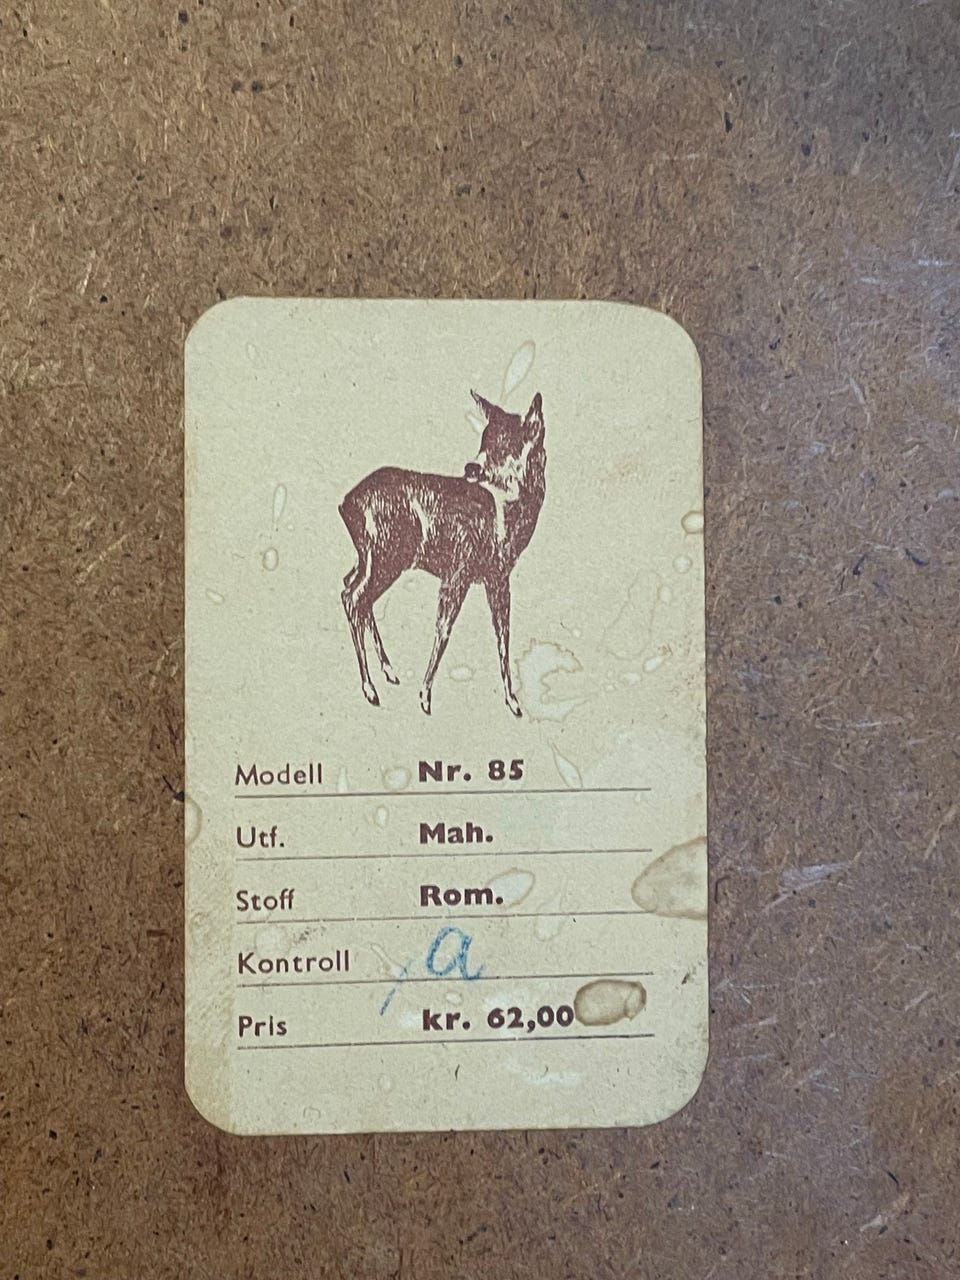 Modell Nr. 85
Utf. Mah.
Stoff Rom.
Kontroll a
Pris kr. 62,00